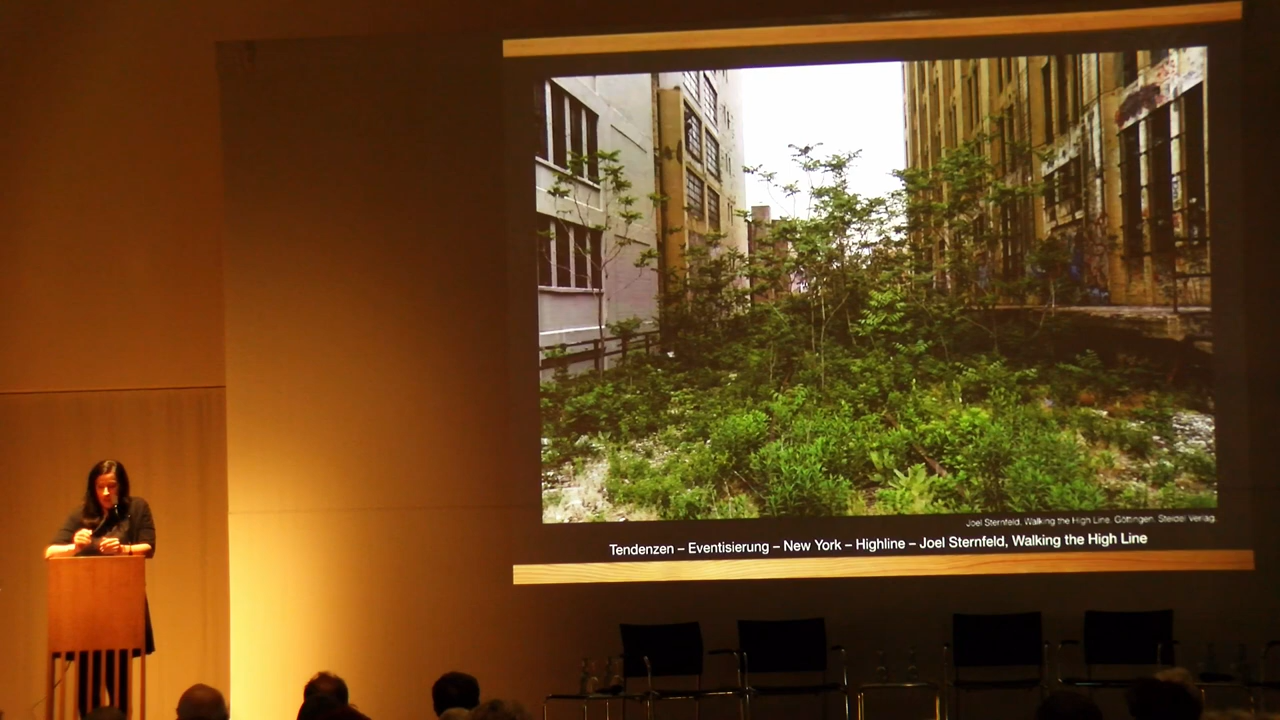 Joel Sternfeld, Walking the High Line. Göttingen. Steidel Verlag.
Tendenzen – Eventisierung – New York – Highline – Joel Sternfeld, Walking the High Line